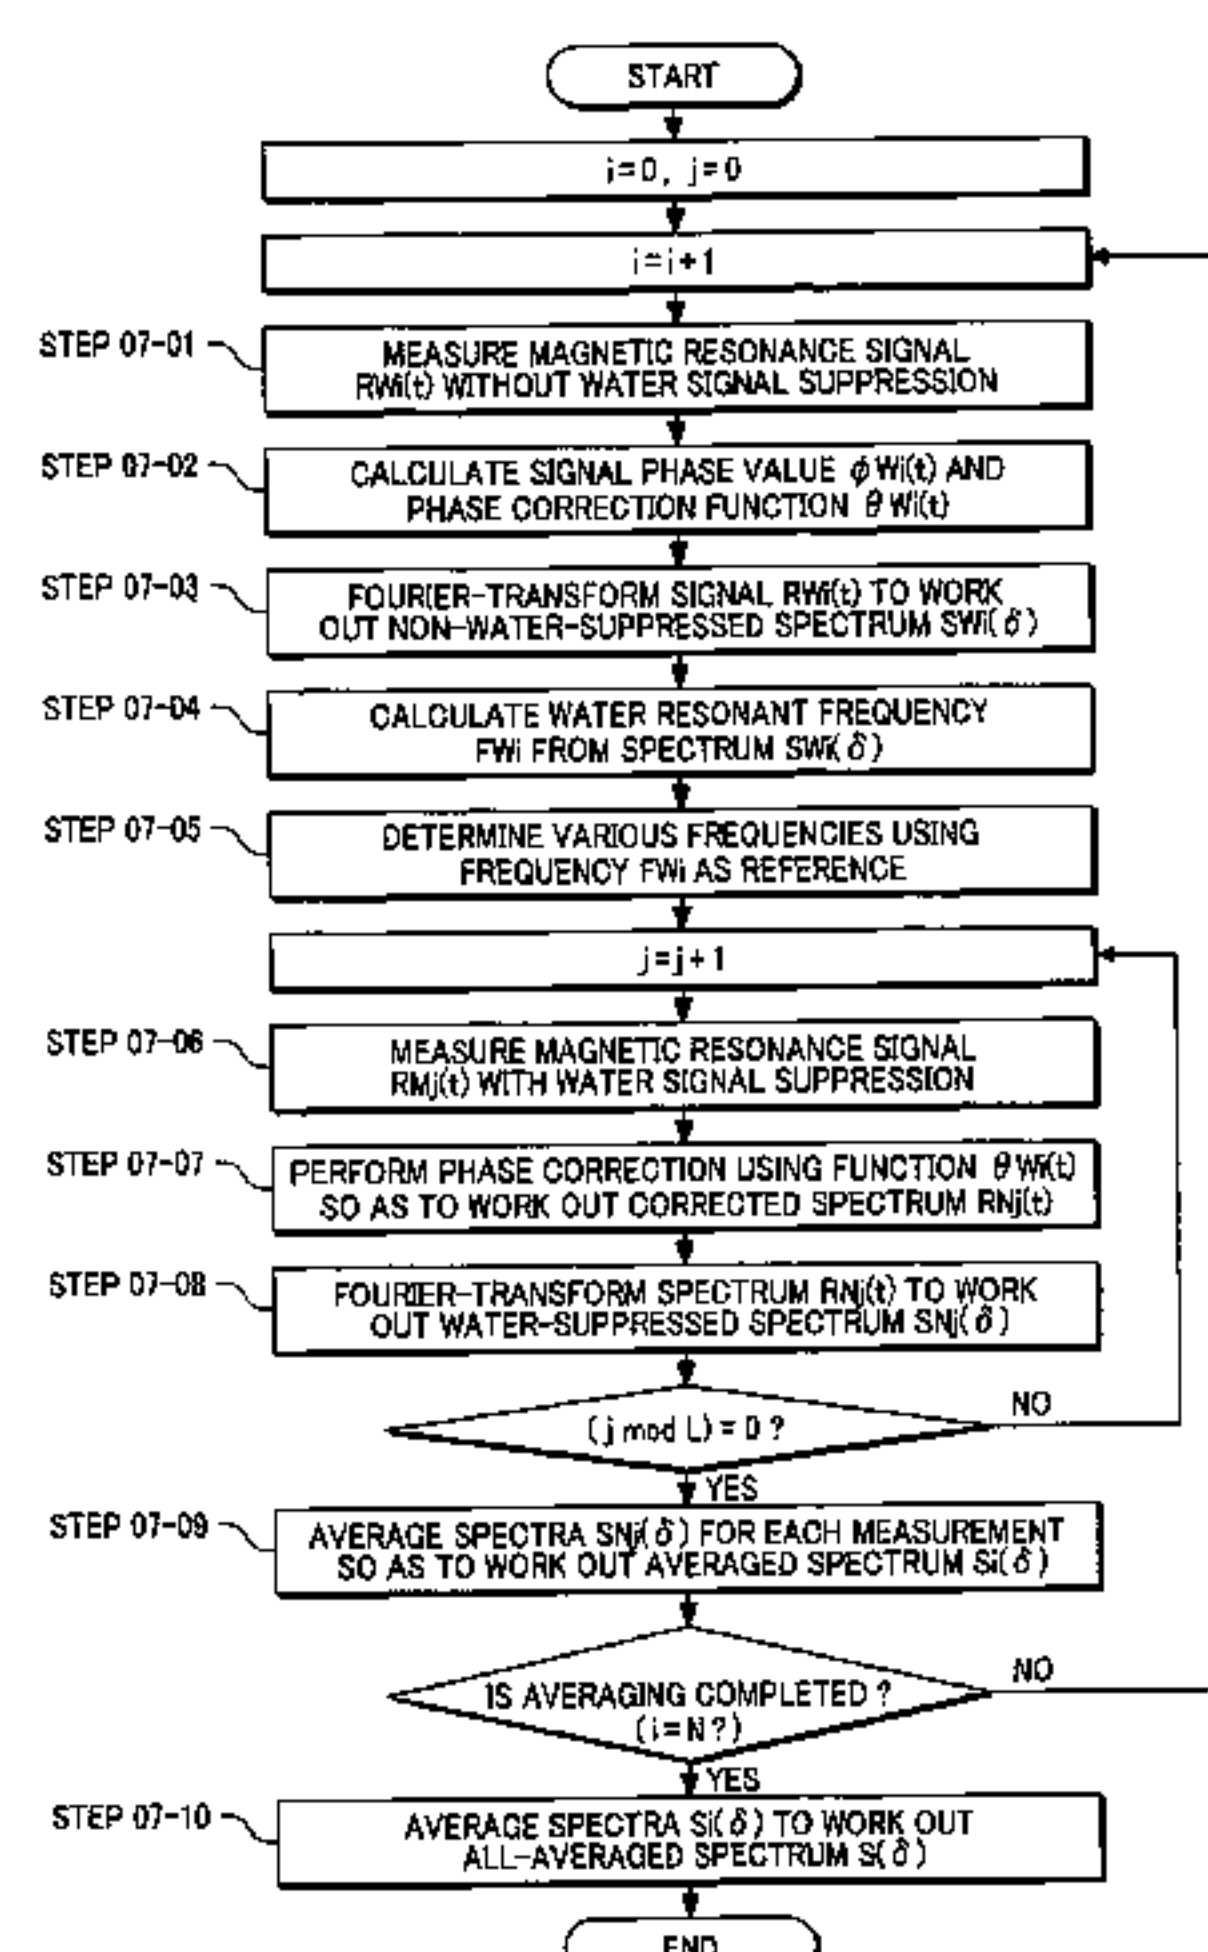 START
i=0, j=0
i=i+1
STEP 07-01
MEASURE MAGNETIC RESONANCE SIGNAL
RWi(t) WITHOUT WATER SIGNAL SUPPRESSION
STEP 07-02
CALCULATE SIGNAL PHASE VALUE φWi(t) AND
PHASE CORRECTION FUNCTION θWi(t)
STEP 07-03
FOURIER-TRANSFORM SIGNAL RWi(t) TO WORK
OUT NON-WATER-SUPPRESSED SPECTRUM SWi(δ)
STEP 07-04
CALCULATE WATER RESONANT FREQUENCY
FWi FROM SPECTRUM SWi(δ)
STEP 07-05
DETERMINE VARIOUS FREQUENCIES USING
FREQUENCY FWi AS REFERENCE
j=j+1
STEP 07-06
MEASURE MAGNETIC RESONANCE SIGNAL
RMj(t) WITH WATER SIGNAL SUPPRESSION
STEP 07-07
PERFORM PHASE CORRECTION USING FUNCTION θWi(t)
SO AS TO WORK OUT CORRECTED SPECTRUM RNj(t)
STEP 07-08
FOURIER-TRANSFORM SPECTRUM RNj(t) TO WORK
OUT WATER-SUPPRESSED SPECTRUM SNj(δ)
(j mod L)=0?
NO
YES
STEP 07-09
AVERAGE SPECTRA SNj(δ) FOR EACH MEASUREMENT
SO AS TO WORK OUT AVERAGED SPECTRUM Si(δ)
IS AVERAGING COMPLETED?
(i=N?)
NO
YES
STEP 07-10
AVERAGE SPECTRA Si(δ) TO WORK OUT
ALL-AVERAGED SPECTRUM S(δ)
END